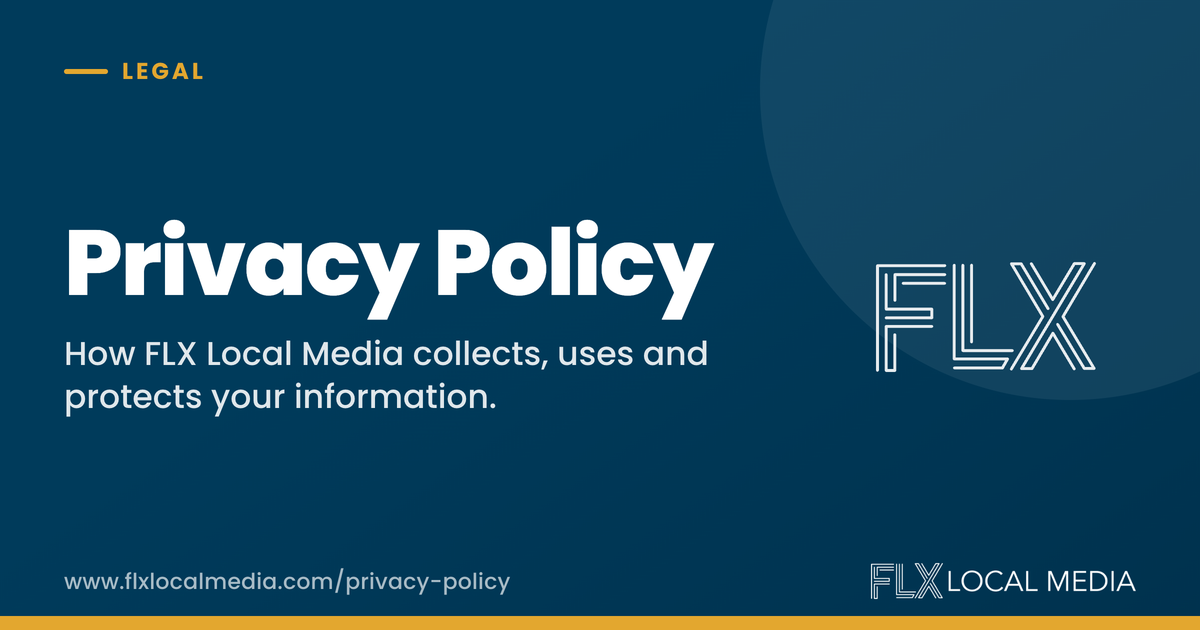 LEGAL
Privacy Policy
How FLX Local Media collects, uses and
protects your information.
FLX
www.flxlocalmedia.com/privacy-policy
FLX LOCAL MEDIA